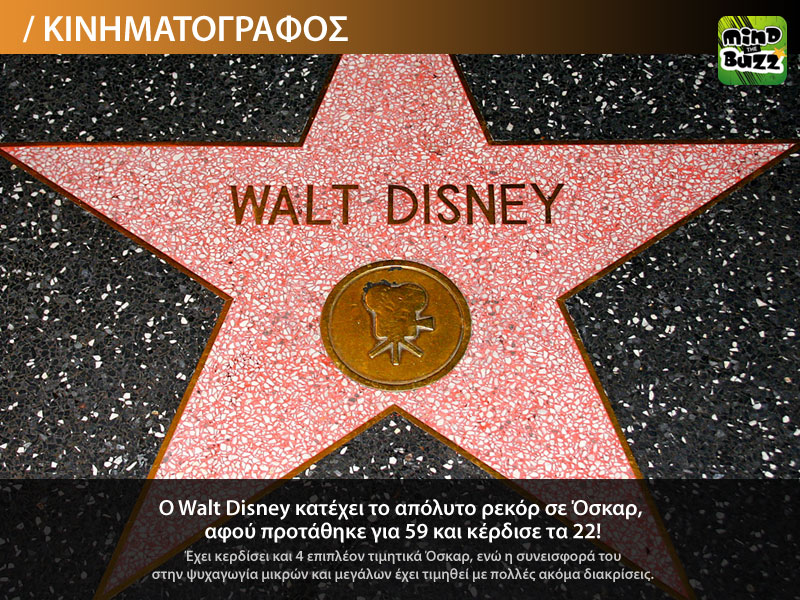 / ΚΙΝΗΜΑΤΟΓΡΑΦΟΣ
MIND
THE
BUZZ
WALT DISNEY
Ο Walt Disney κατέχει το απόλυτο ρεκόρ σε Όσκαρ,
αφού προτάθηκε για 59 και κέρδισε τα 22!
Έχει κερδίσει και 4 επιπλέον τιμητικά Όσκαρ, ενώ η συνεισφορά του
στην ψυχαγωγία μικρών και μεγάλων έχει τιμηθεί με πολλές ακόμα διακρίσεις.